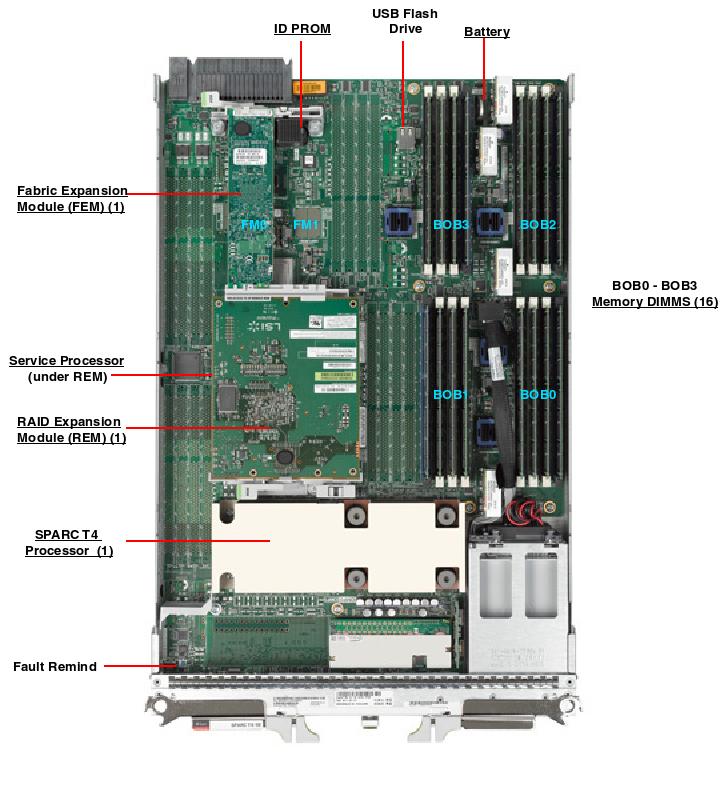 USB Flash
Drive
ID PROM
Battery
Fabric Expansion
Module (FEM) (1)
FM0
FM1
BOB3
BOB2
BOB0 - BOB3
Memory DIMMS (16)
LSI
Service Processor
(under REM)
BOB1
BOB0
RAID Expansion
Module (REM) (1)
SPARC T4
Processor (1)
Fault Remind